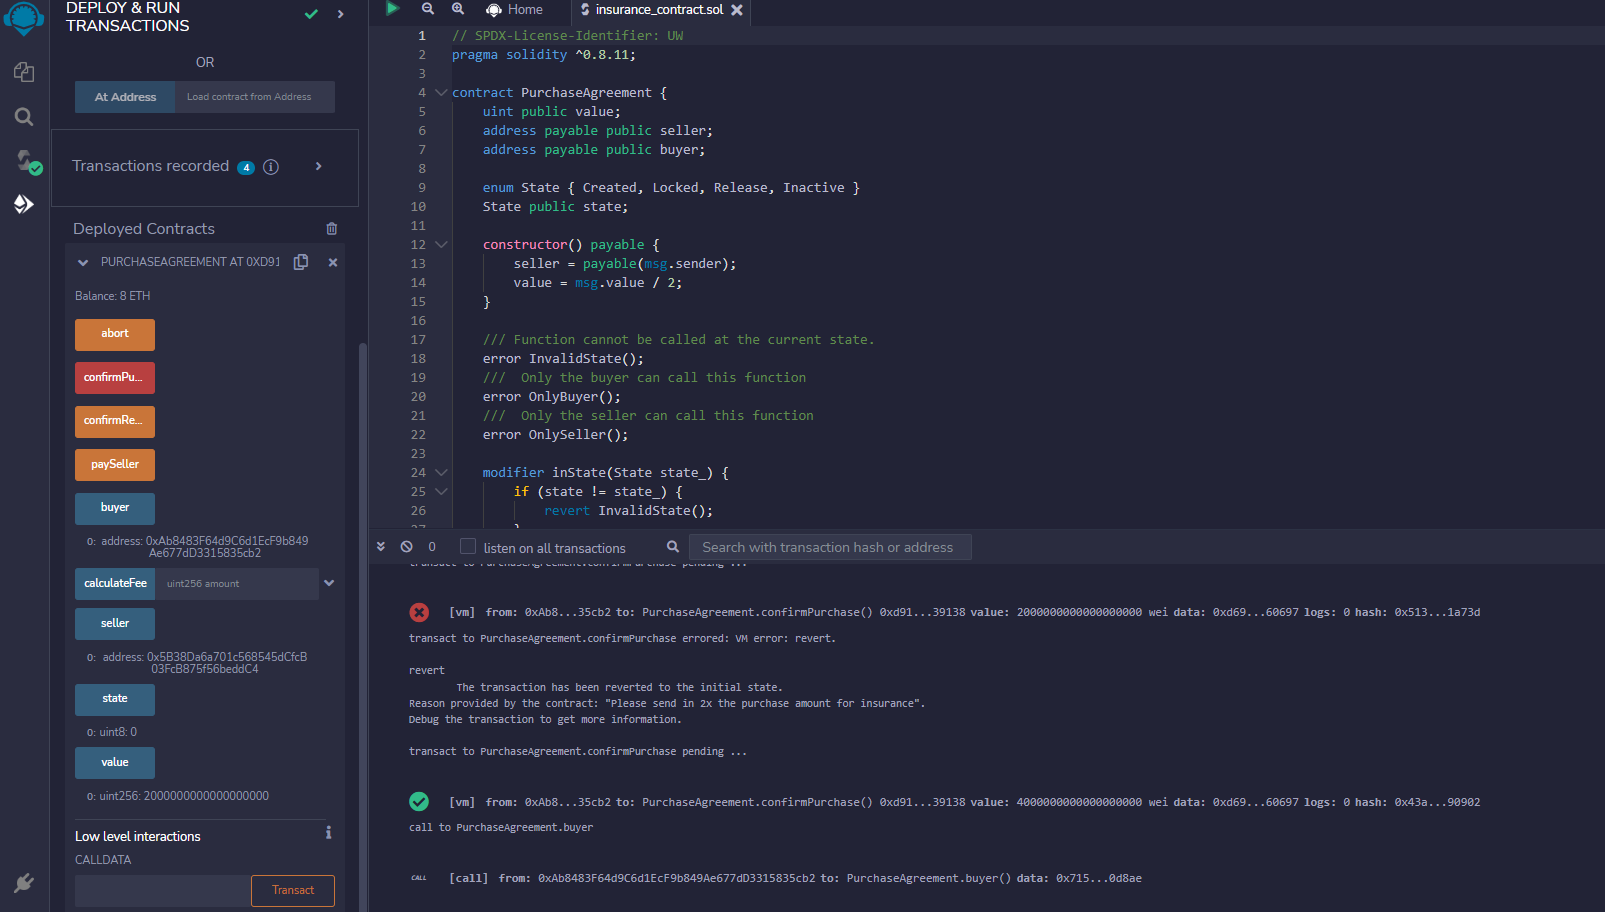 DEPLOY & RUN
TRANSACTIONS
OR
At Address
Load contract from Address
Transactions recorded 4 i
Deployed Contracts
PURCHASEAGREEMENT AT 0XD91
Balance: 8 ETH
abort
confirmPu...
confirmRe...
paySeller
buyer
0: address: 0xAb8483F64d9C6d1EcF9b849
Ae677dD3315835cb2
calculateFee uint256 amount
seller
0: address: 0x5B38Da6a701c568545dCfcB
03FcB875f56beddC4
state
0: uint8: 0
value
0: uint256: 2000000000000000000
Low level interactions i
CALLDATA
Transact
Home
insurance_contract.sol
1 // SPDX-License-Identifier: UW
2 pragma solidity ^0.8.11;
3
4 contract PurchaseAgreement {
5 uint public value;
6 address payable public seller;
7 address payable public buyer;
8
9 enum State { Created, Locked, Release, Inactive }
10 State public state;
11
12 constructor() payable {
13 seller = payable(msg.sender);
14 value = msg.value / 2;
15 }
16
17 /// Function cannot be called at the current state.
18 error InvalidState();
19 ///  Only the buyer can call this function
20 error OnlyBuyer();
21 ///  Only the seller can call this function
22 error OnlySeller();
23
24 modifier inState(State state_) {
25 if (state != state_) {
26 revert InvalidState();
27 }
0 listen on all transactions Search with transaction hash or address
transact to PurchaseAgreement.confirmPurchase pending ...
[vm] from: 0xAb8...35cb2 to: PurchaseAgreement.confirmPurchase() 0xd91...39138 value: 2000000000000000000 wei data: 0xd69...60697 logs: 0 hash: 0x513...1a73d
transact to PurchaseAgreement.confirmPurchase errored: VM error: revert.
revert
The transaction has been reverted to the initial state.
Reason provided by the contract: "Please send in 2x the purchase amount for insurance".
Debug the transaction to get more information.
transact to PurchaseAgreement.confirmPurchase pending ...
[vm] from: 0xAb8...35cb2 to: PurchaseAgreement.confirmPurchase() 0xd91...39138 value: 4000000000000000000 wei data: 0xd69...60697 logs: 0 hash: 0x43a...90902
call to PurchaseAgreement.buyer
CALL [call] from: 0xAb8483F64d9C6d1EcF9b849Ae677dD3315835cb2 to: PurchaseAgreement.buyer() data: 0x715...0d8ae